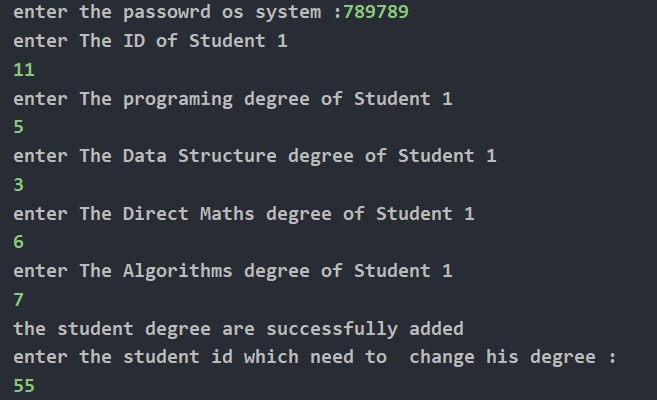 enter the passowrd os system :789789
enter The ID of Student 1
11
enter The programing degree of Student 1
5
enter The Data Structure degree of Student 1
3
enter The Direct Maths degree of Student 1
6
enter The Algorithms degree of Student 1
7
the student degree are successfully added
enter the student id which need to  change his degree :
55